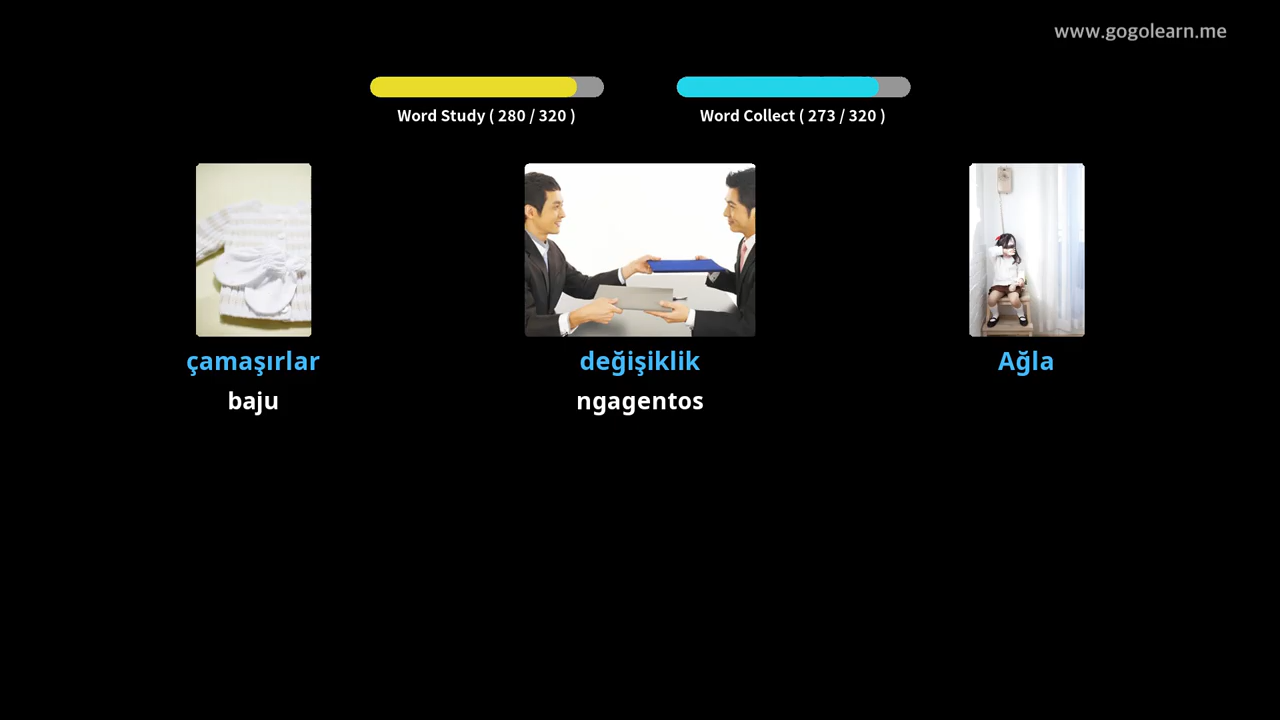 www.gogolearn.me
Word Study ( 280 / 320 )
Word Collect ( 273 / 320 )
çamaşırlar
değişiklik
Ağla
baju
ngagentos